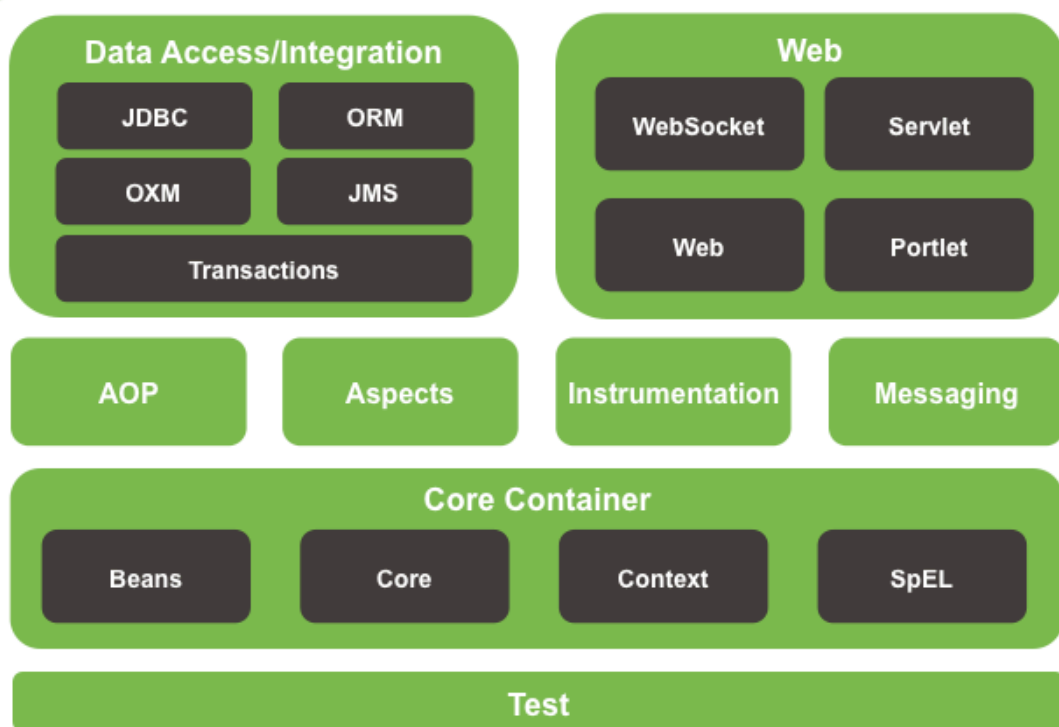 Data Access/Integration
JDBC
ORM
OXM
JMS
Transactions
Web
WebSocket
Servlet
Web
Portlet
AOP
Aspects
Instrumentation
Messaging
Core Container
Beans
Core
Context
SpEL
Test